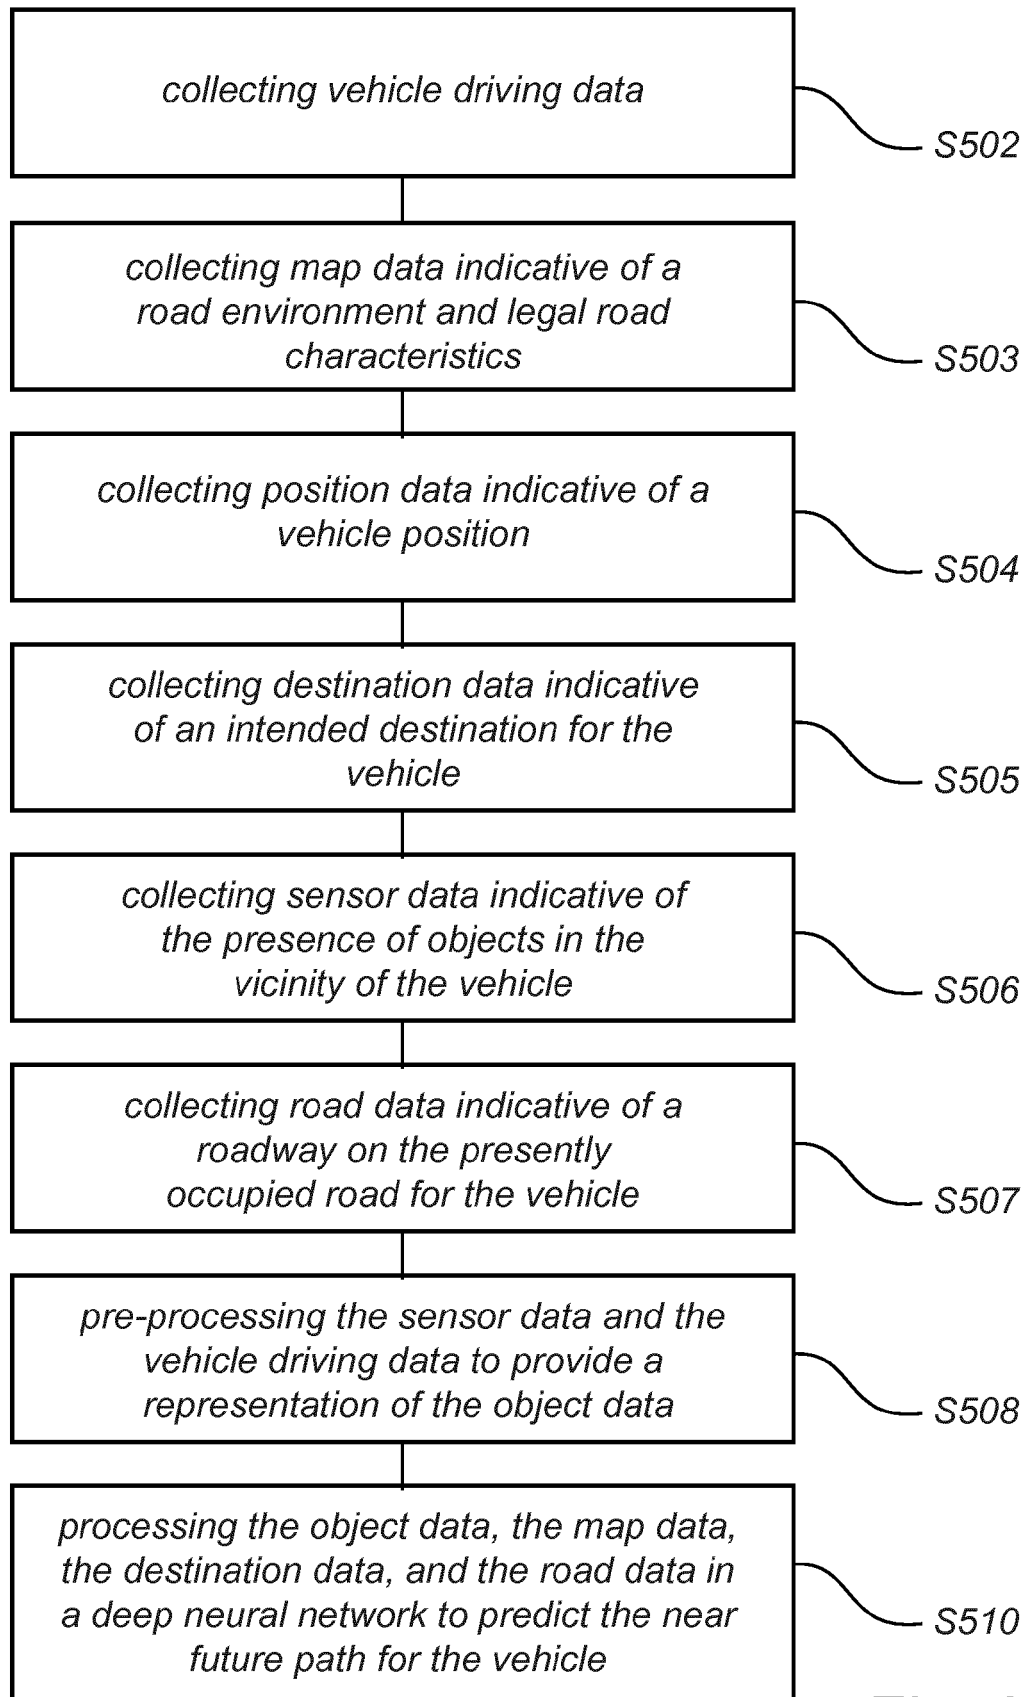 collecting vehicle driving data
S502
collecting map data indicative of a
road environment and legal road
characteristics
S503
collecting position data indicative of a
vehicle position
S504
collecting destination data indicative
of an intended destination for the
vehicle
S505
collecting sensor data indicative of
the presence of objects in the
vicinity of the vehicle
S506
collecting road data indicative of a
roadway on the presently
occupied road for the vehicle
S507
pre-processing the sensor data and the
vehicle driving data to provide a
representation of the object data
S508
processing the object data, the map data,
the destination data, and the road data in
a deep neural network to predict the near
future path for the vehicle
S510